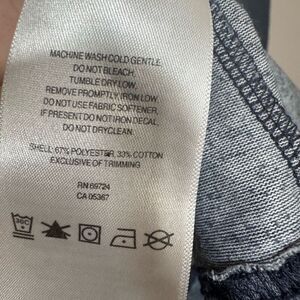 MACHINE WASH COLD GENTLE.
DO NOT BLEACH.
TUMBLE DRY LOW.
REMOVE PROMPTLY. IRON LOW.
DO NOT USE FABRIC SOFTENER.
IF PRESENT DO NOT IRON DECAL.
DO NOT DRYCLEAN.
SHELL: 67% POLYESTER, 33% COTTON
EXCLUSIVE OF TRIMMING
RN 69724
CA 05367
30C